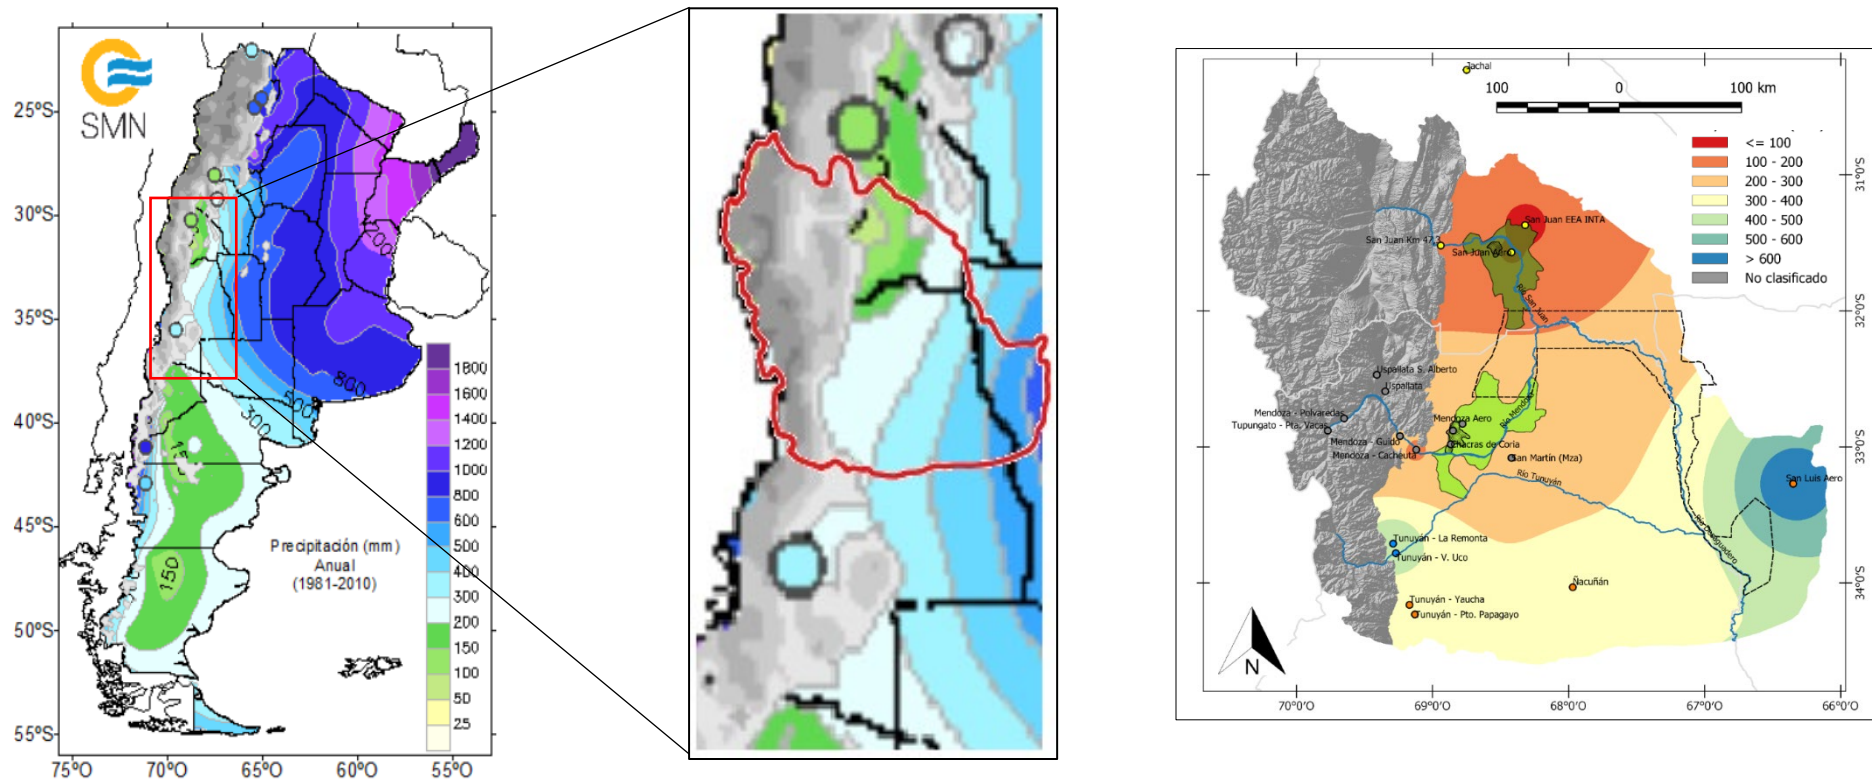 SMN
25°S
30°S
35°S
40°S
45°S
50°S
55°S
75°O
70°O
65°O
60°O
55°O
1200
800
500
300
150
150
Precipitación (mm)
Anual
(1981-2010)
1800
1600
1400
1200
1000
800
600
500
400
300
200
150
100
50
25
Jachal
100 0 100 km
<= 100
100 - 200
200 - 300
300 - 400
400 - 500
500 - 600
> 600
No clasificado
San Juan EEA INTA
San Juan Km 47,3
San Juan Aero
Río San Juan
Uspallata S. Alberto
Uspallata
Mendoza - Polvaredas
Tupungato - Pta. Vacas
Mendoza Aero
Mendoza - Guido
Chacras de Coria
Mendoza - Cacheuta
San Martín (Mza)
Río Mendoza
Río Tunuyán
San Luis Aero
Río Desaguadero
Tunuyán - La Remonta
Tunuyán - V. Uco
Ñacuñán
Tunuyán - Yaucha
Tunuyán - Pto. Papagayo
N
31°0'S
32°0'S
33°0'S
34°0'S
70°0'O
69°0'O
68°0'O
67°0'O
66°0'O